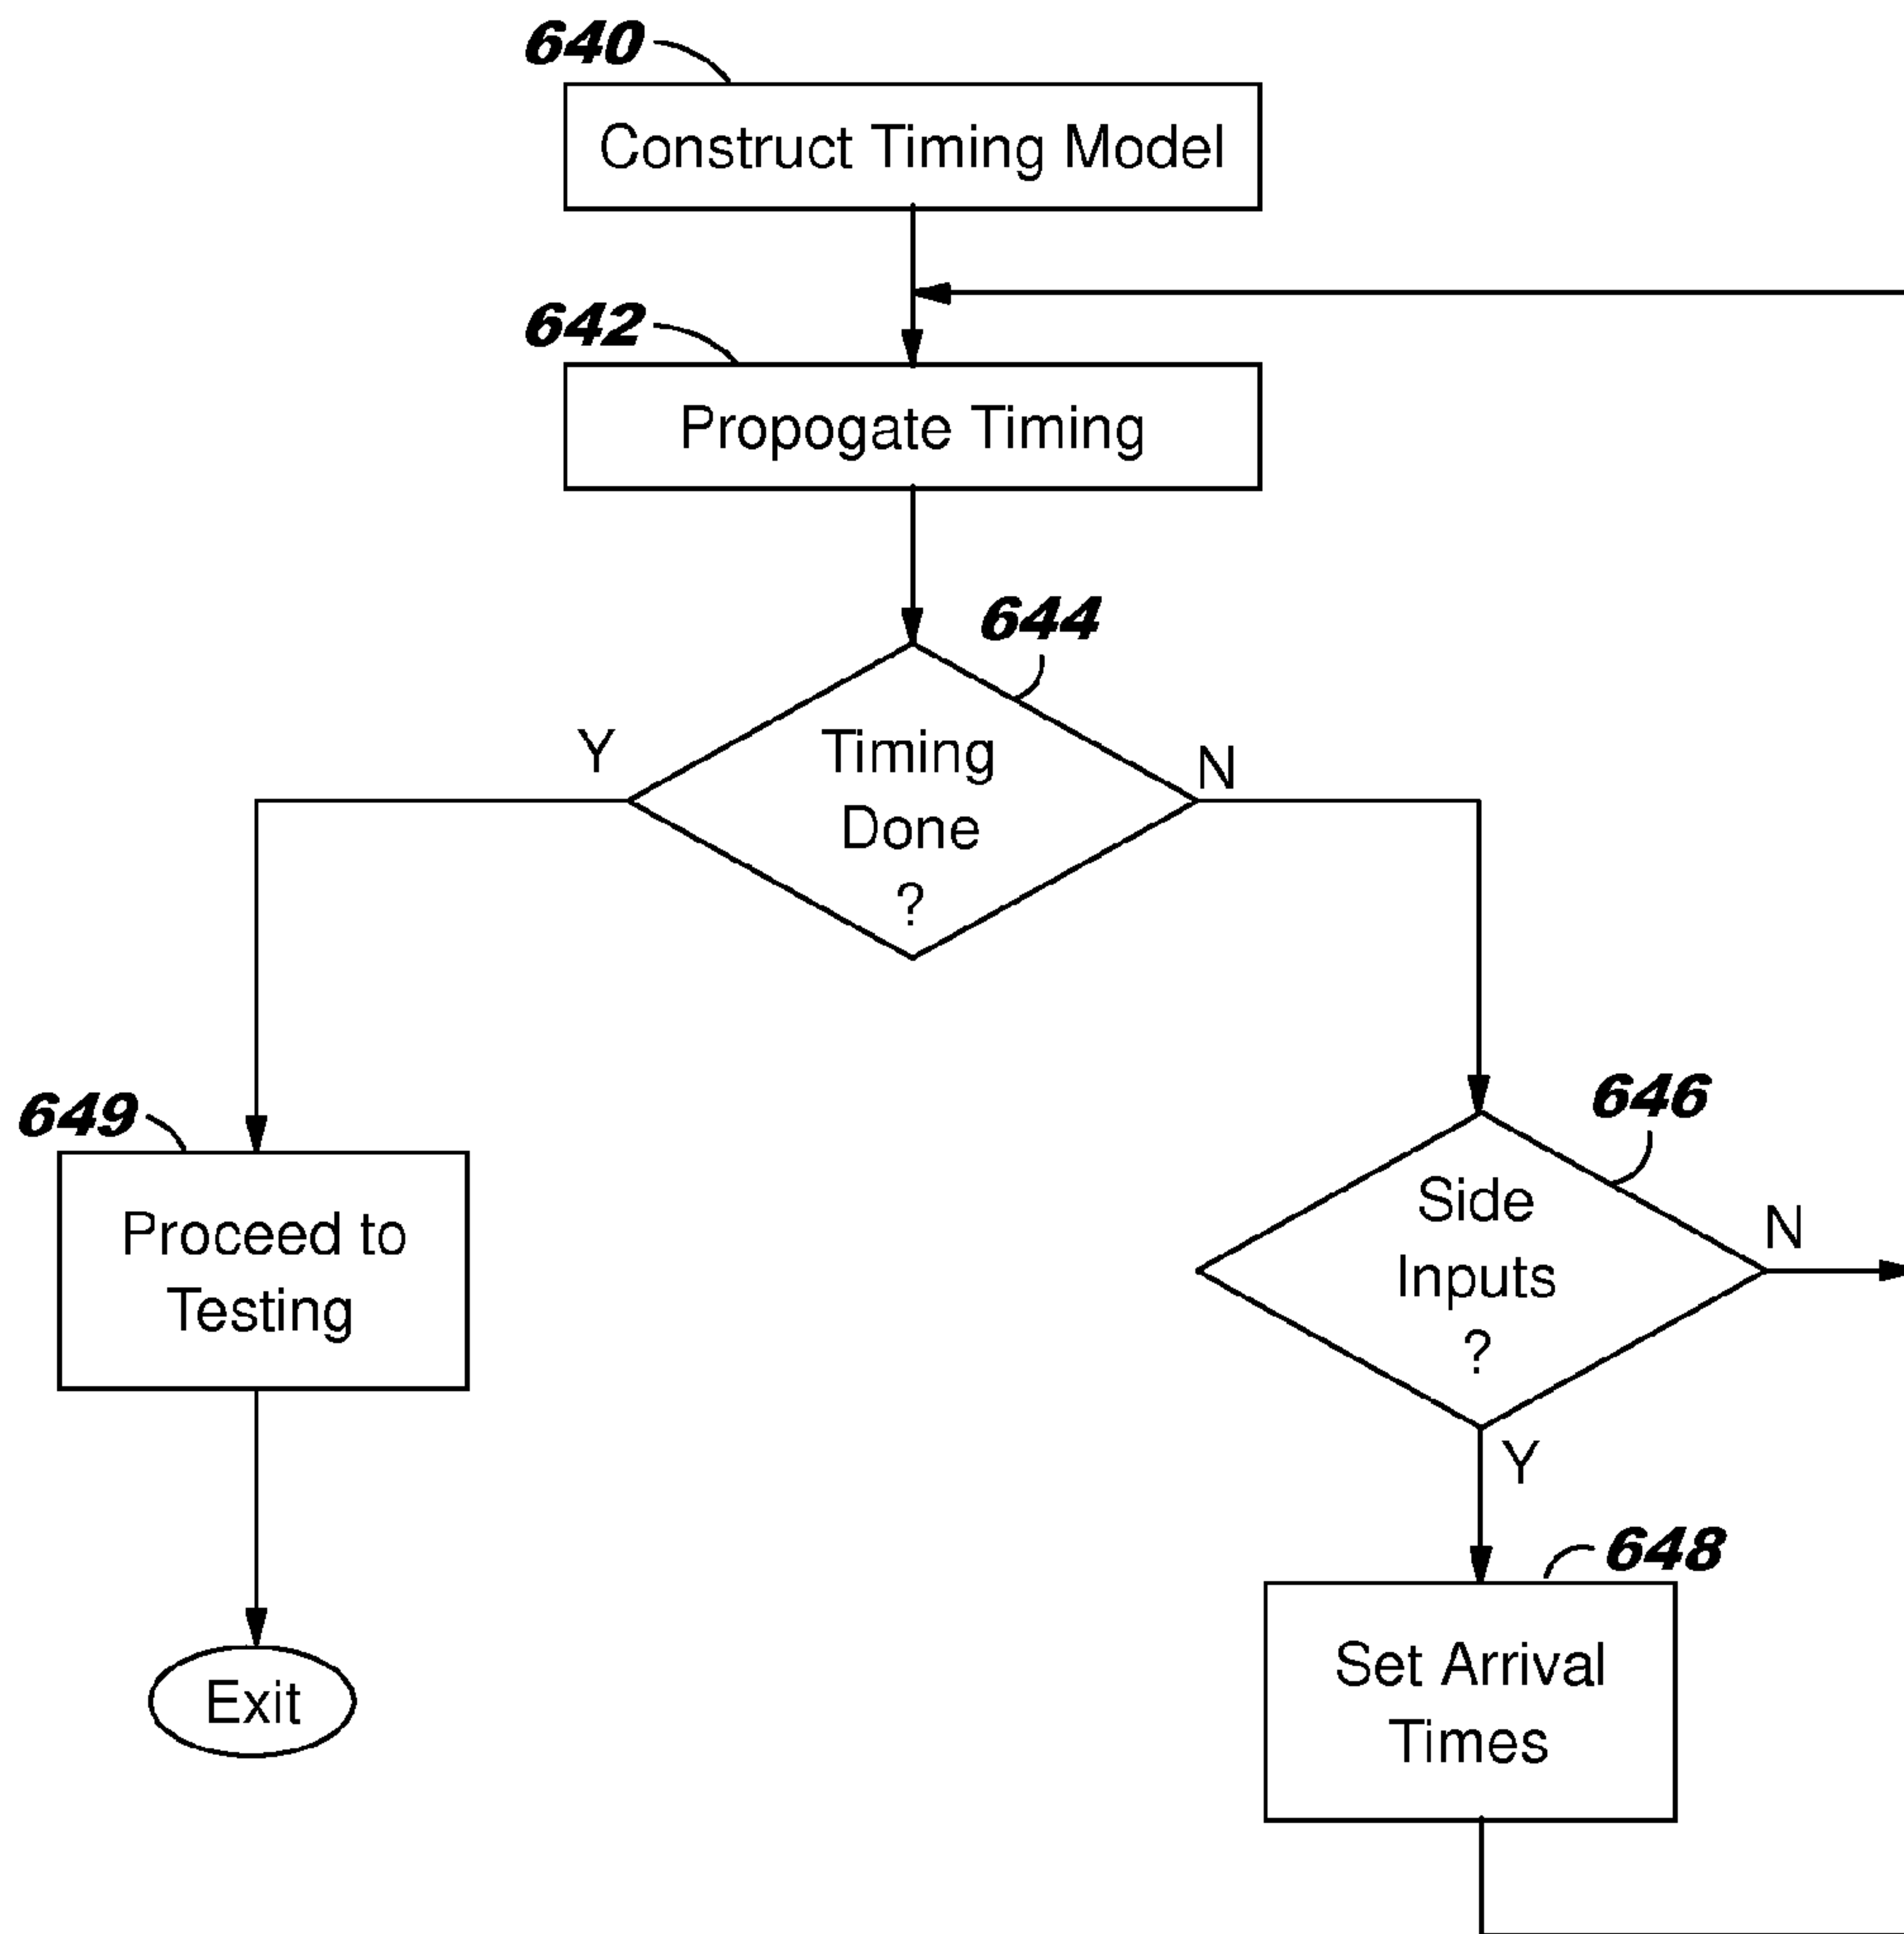 640
Construct Timing Model
642
Propogate Timing
644
Y
Timing
Done
?
N
649
Proceed to
Testing
646
Side
Inputs
?
N
Y
648
Set Arrival
Times
Exit